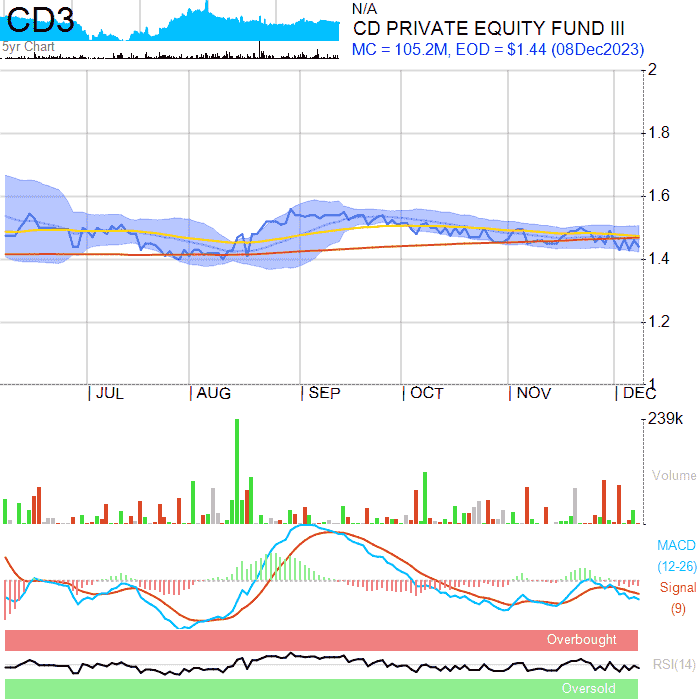 CD3
5yr Chart
N/A
CD PRIVATE EQUITY FUND III
MC = 105.2M, EOD = $1.44 (08Dec2023)
2
1.8
1.6
1.4
1.2
1
JUL AUG SEP OCT NOV DEC
239k
Volume
MACD
(12-26)
Signal
(9)
Overbought
RSI(14)
Oversold